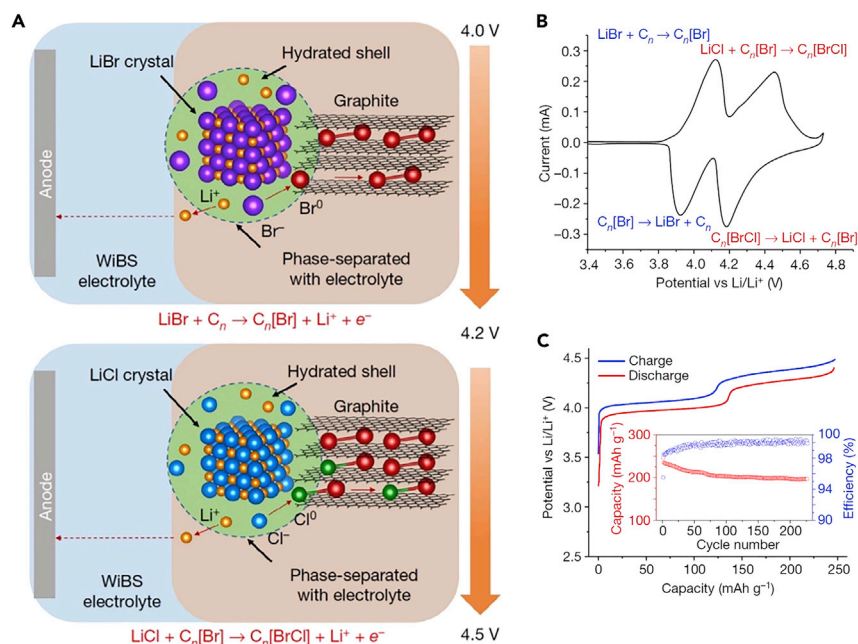 A
Anode
LiBr crystal
Hydrated shell
Graphite
Li⁺
Br⁻
Br⁰
WiBS
electrolyte
Phase-separated
with electrolyte
LiBr + Cₙ → Cₙ[Br] + Li⁺ + e⁻
4.0 V
4.2 V
Anode
LiCl crystal
Hydrated shell
Graphite
Li⁺
Cl⁻
Cl⁰
WiBS
electrolyte
Phase-separated
with electrolyte
LiCl + Cₙ[Br] → Cₙ[BrCl] + Li⁺ + e⁻
4.5 V
B
LiBr + Cₙ → Cₙ[Br]
LiCl + Cₙ[Br] → Cₙ[BrCl]
Current (mA)
0.3
0.2
0.1
0.0
−0.1
−0.2
−0.3
Cₙ[Br] → LiBr + Cₙ
Cₙ[BrCl] → LiCl + Cₙ[Br]
3.4 3.6 3.8 4.0 4.2 4.4 4.6 4.8
Potential vs Li/Li⁺ (V)
C
Charge
Discharge
Potential vs Li/Li⁺ (V)
4.5
4.0
3.5
3.0
2.5
Capacity (mAh g⁻¹)
300
200
100
Efficiency (%)
99
98
94
90
0 50 100 150 200
Cycle number
0 50 100 150 200 250
Capacity (mAh g⁻¹)